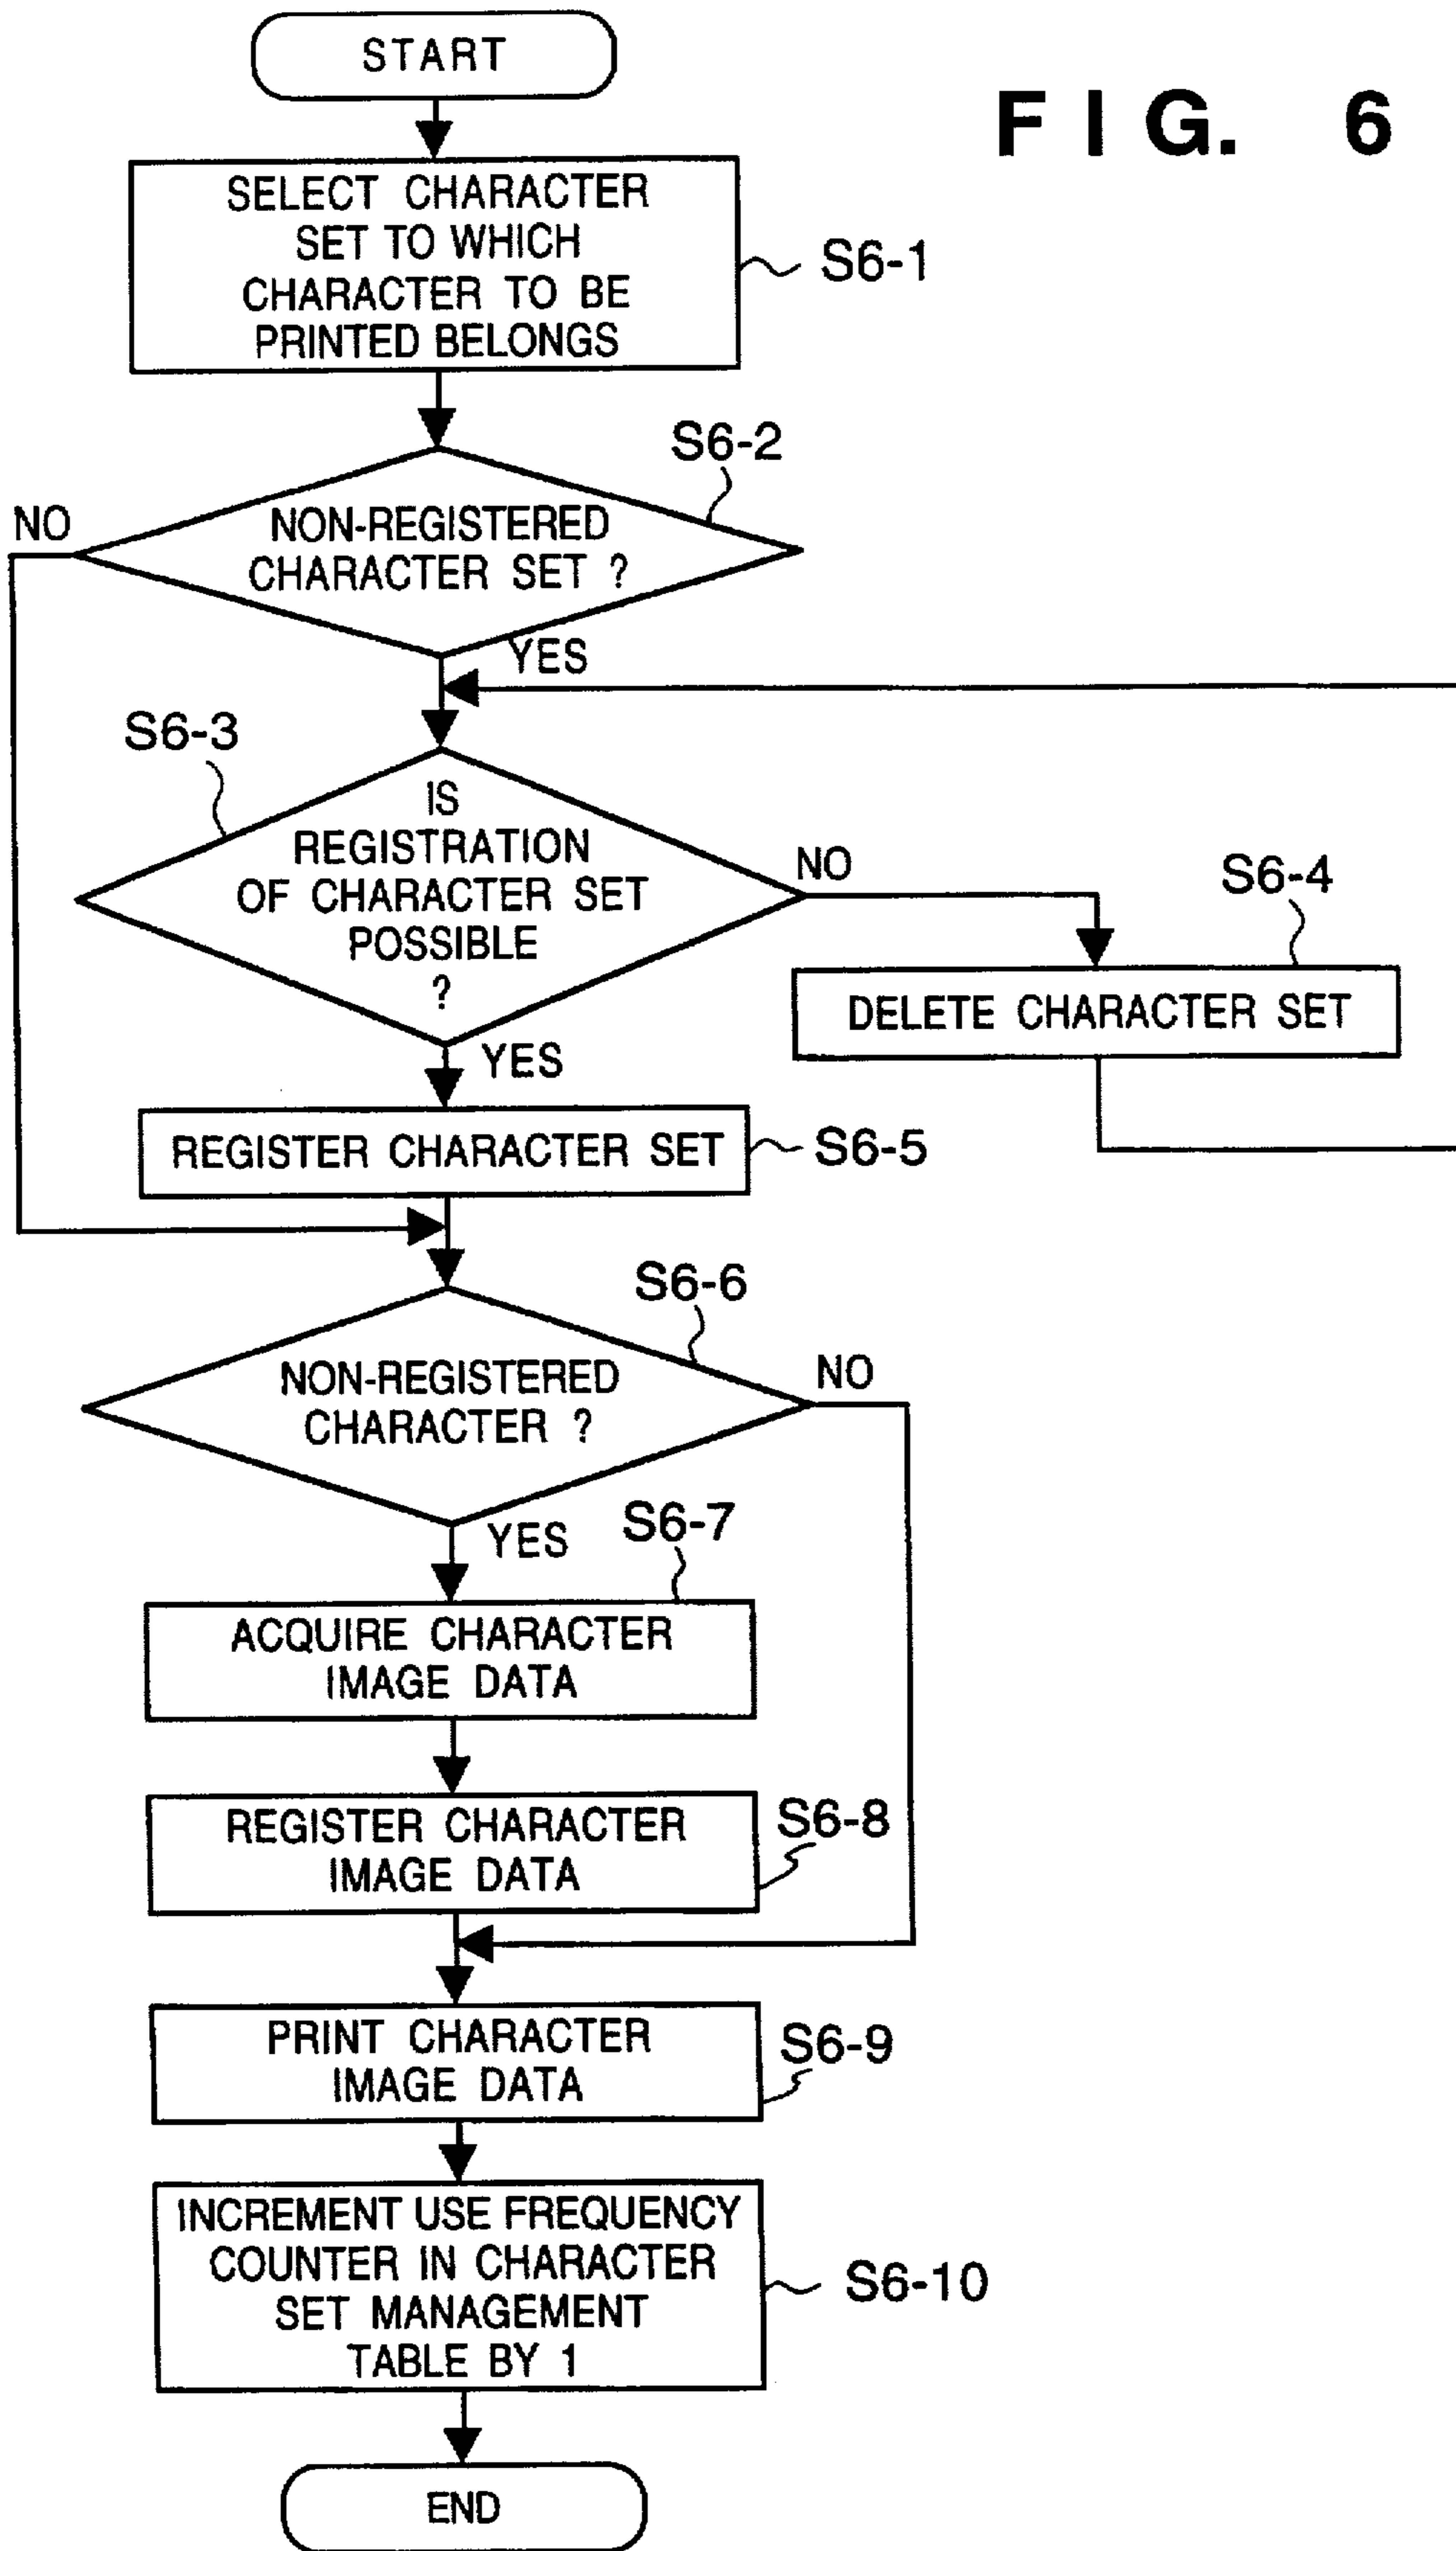 START
FIG. 6
SELECT CHARACTER
SET TO WHICH
CHARACTER TO BE
PRINTED BELONGS
S6-1
S6-2
NO
NON-REGISTERED
CHARACTER SET ?
YES
S6-3
IS
REGISTRATION
OF CHARACTER SET
POSSIBLE
?
NO
S6-4
DELETE CHARACTER SET
YES
REGISTER CHARACTER SET
S6-5
S6-6
NON-REGISTERED
CHARACTER ?
NO
YES
S6-7
ACQUIRE CHARACTER
IMAGE DATA
REGISTER CHARACTER
IMAGE DATA
S6-8
PRINT CHARACTER
IMAGE DATA
S6-9
INCREMENT USE FREQUENCY
COUNTER IN CHARACTER
SET MANAGEMENT
TABLE BY 1
S6-10
END